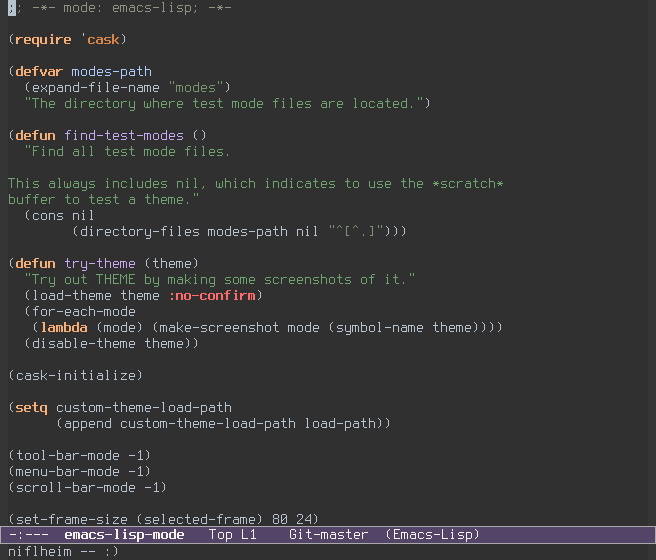 ;; -*- mode: emacs-lisp; -*-

(require 'cask)

(defvar modes-path
  (expand-file-name "modes")
  "The directory where test mode files are located.")

(defun find-test-modes ()
  "Find all test mode files.

This always includes nil, which indicates to use the *scratch*
buffer to test a theme."
  (cons nil
        (directory-files modes-path nil "^[^.]")))

(defun try-theme (theme)
  "Try out THEME by making some screenshots of it."
  (load-theme theme :no-confirm)
  (for-each-mode
   (lambda (mode) (make-screenshot mode (symbol-name theme))))
  (disable-theme theme))

(cask-initialize)

(setq custom-theme-load-path
      (append custom-theme-load-path load-path))

(tool-bar-mode -1)
(menu-bar-mode -1)
(scroll-bar-mode -1)

(set-frame-size (selected-frame) 80 24)
-:---  emacs-lisp-mode   Top L1    Git-master  (Emacs-Lisp)
niflheim -- :)